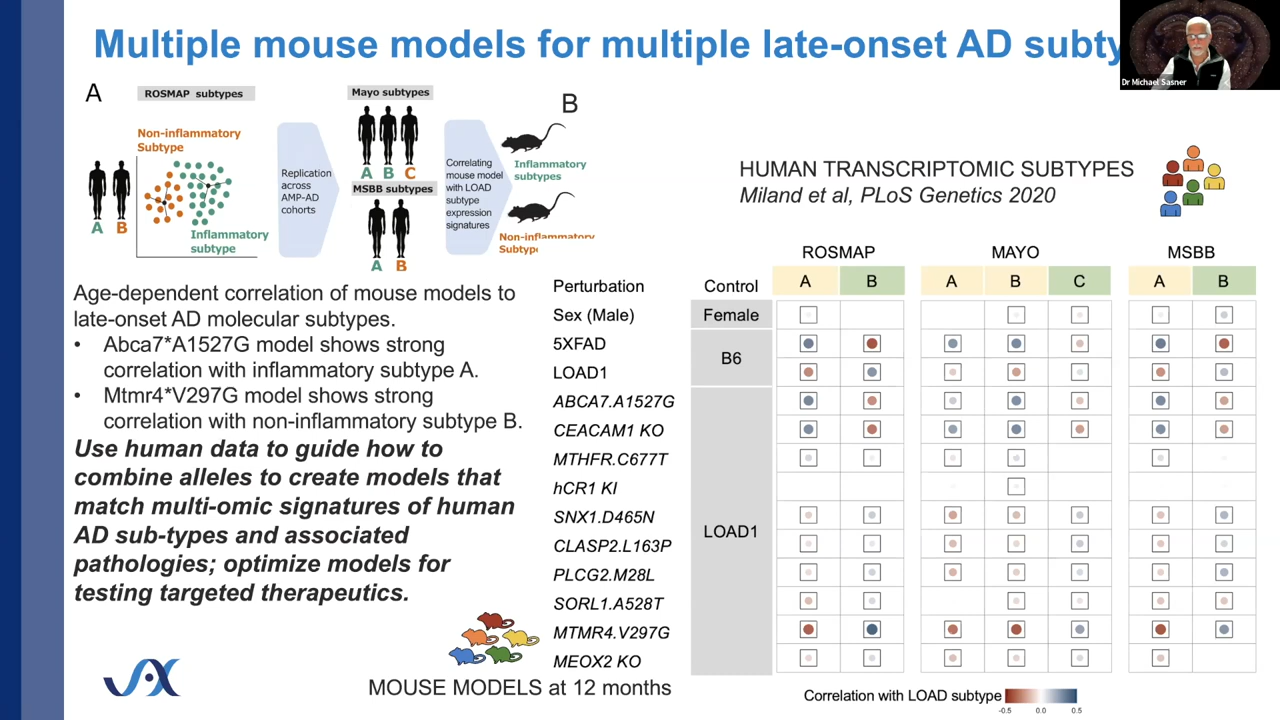 Multiple mouse models for multiple late-onset AD subty
Dr Michael Sasner
A
ROSMAP subtypes
Non-inflammatory
Subtype
A B
Inflammatory
subtype
Replication
across
AMP-AD
cohorts
Mayo subtypes
A B C
MSBB subtypes
A B
Correlating
mouse model
with LOAD
subtype
expression
signatures
B
Inflammatory
subtypes
Non-inflammatory
Subtype
HUMAN TRANSCRIPTOMIC SUBTYPES
Miland et al, PLoS Genetics 2020
Age-dependent correlation of mouse models to
late-onset AD molecular subtypes.
• Abca7*A1527G model shows strong
correlation with inflammatory subtype A.
• Mtmr4*V297G model shows strong
correlation with non-inflammatory subtype B.
Use human data to guide how to
combine alleles to create models that
match multi-omic signatures of human
AD sub-types and associated
pathologies; optimize models for
testing targeted therapeutics.
ROSMAP MAYO MSBB
Perturbation Control A B A B C A B
Sex (Male) Female
5XFAD
B6
LOAD1
ABCA7.A1527G
CEACAM1 KO
MTHFR.C677T
hCR1 KI
SNX1.D465N
LOAD1
CLASP2.L163P
PLCG2.M28L
SORL1.A528T
MTMR4.V297G
MEOX2 KO
JAX
MOUSE MODELS at 12 months
Correlation with LOAD subtype
-0.5 0.0 0.5